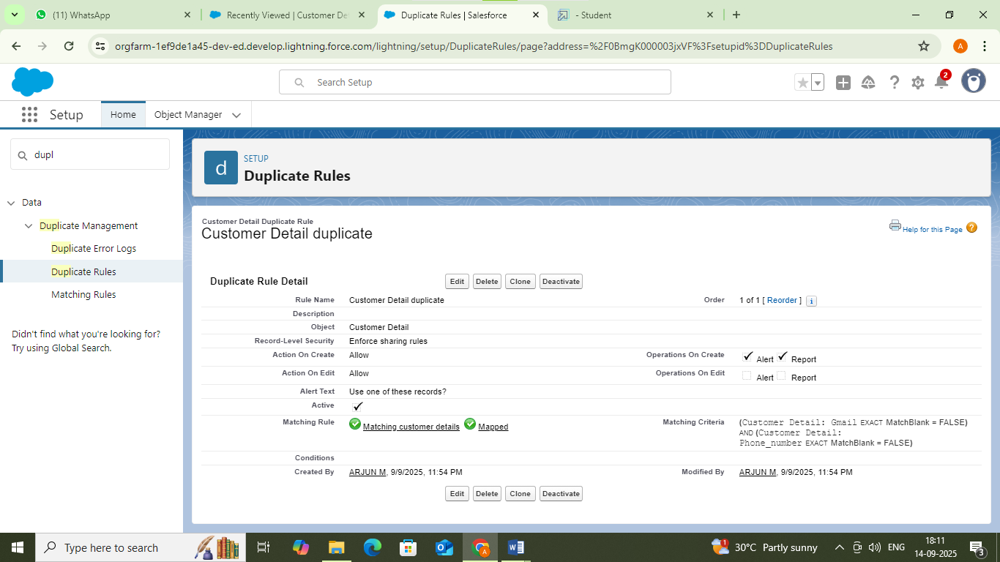 (11) WhatsApp
Recently Viewed | Customer De
Duplicate Rules | Salesforce
- Student
orgfarm-1ef9de1a45-dev-ed.develop.lightning.force.com/lightning/setup/DuplicateRules/page?address=%2F0BmgK000003jxVF%3Fsetupid%3DDuplicateRules
A
Search Setup
2
Setup
Home
Object Manager
dupl
Data
Duplicate Management
Duplicate Error Logs
Duplicate Rules
Matching Rules
Didn't find what you're looking for?
Try using Global Search.
d
SETUP
Duplicate Rules
Customer Detail Duplicate Rule
Customer Detail duplicate
Help for this Page ?
Duplicate Rule Detail
Edit Delete Clone Deactivate
Rule Name Customer Detail duplicate Order 1 of 1 [ Reorder ] i
Description
Object Customer Detail
Record-Level Security Enforce sharing rules
Action On Create Allow Operations On Create Alert Report
Action On Edit Allow Operations On Edit Alert Report
Alert Text Use one of these records?
Active
Matching Rule Matching customer details Mapped Matching Criteria (Customer Detail: Gmail EXACT MatchBlank = FALSE)
AND (Customer Detail:
Phone_number EXACT MatchBlank = FALSE)
Conditions
Created By ARJUN M, 9/9/2025, 11:54 PM Modified By ARJUN M, 9/9/2025, 11:54 PM
Edit Delete Clone Deactivate
Type here to search
A
W
1
30°C Partly sunny
ENG
18:11
14-09-2025
3